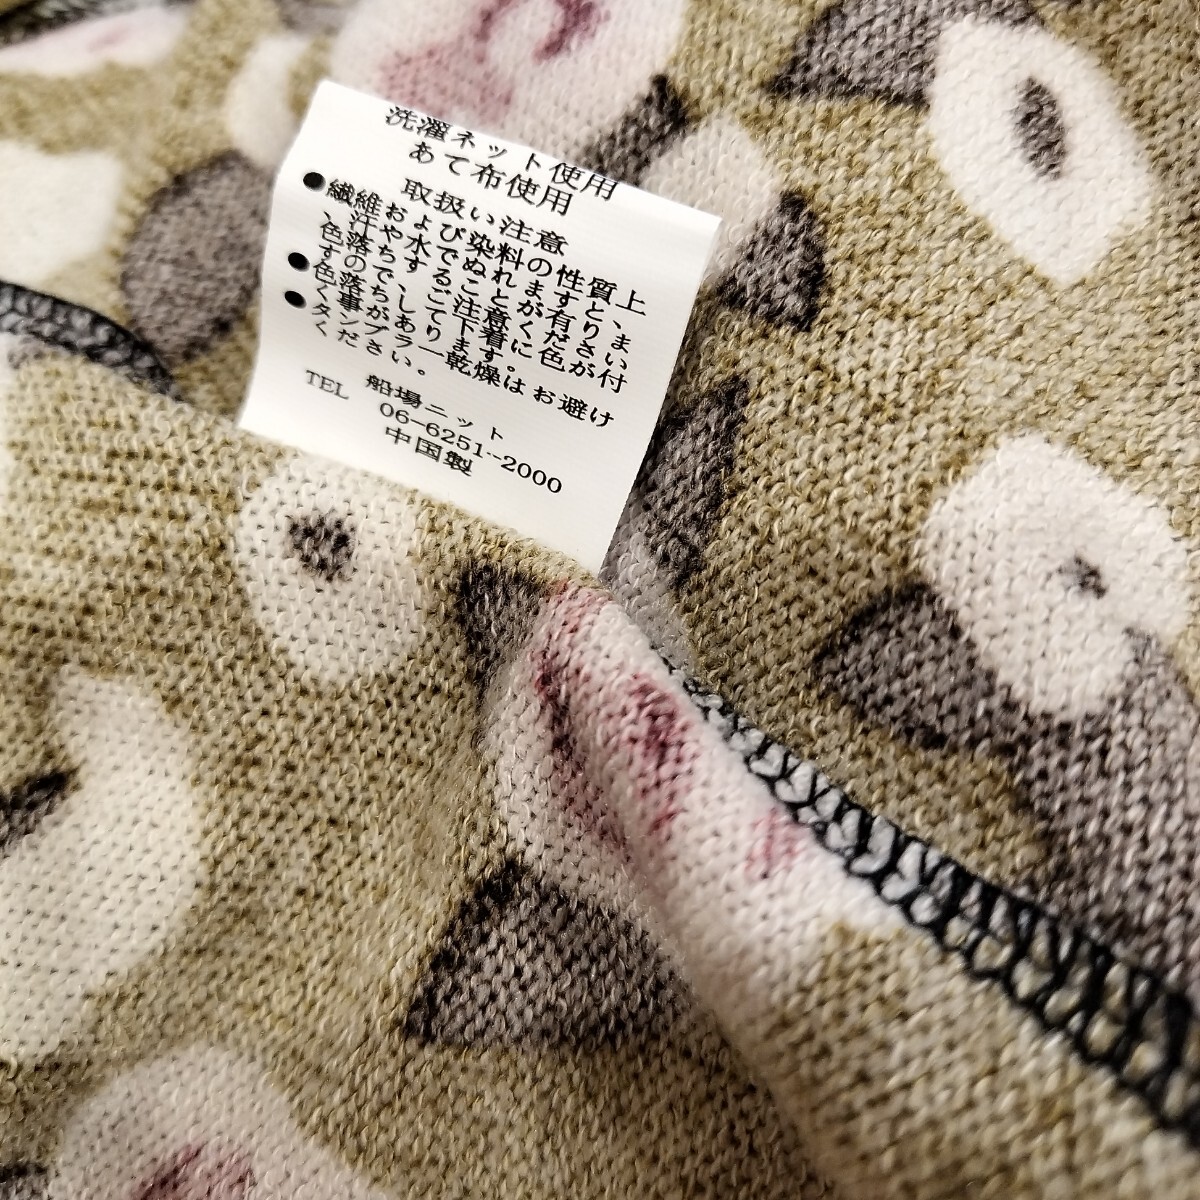 洗濯ネット使用
あて布使用
取扱い注意
●繊維および染料の性質上
、汗や水でぬれますと、
色落ちすることが有りま
すので、ご注意ください
●色落ちして下着に色が付
く事があります。
●タンブラー乾燥はお避け
ください。
船場ニット
TEL 06-6251-2000
中国製